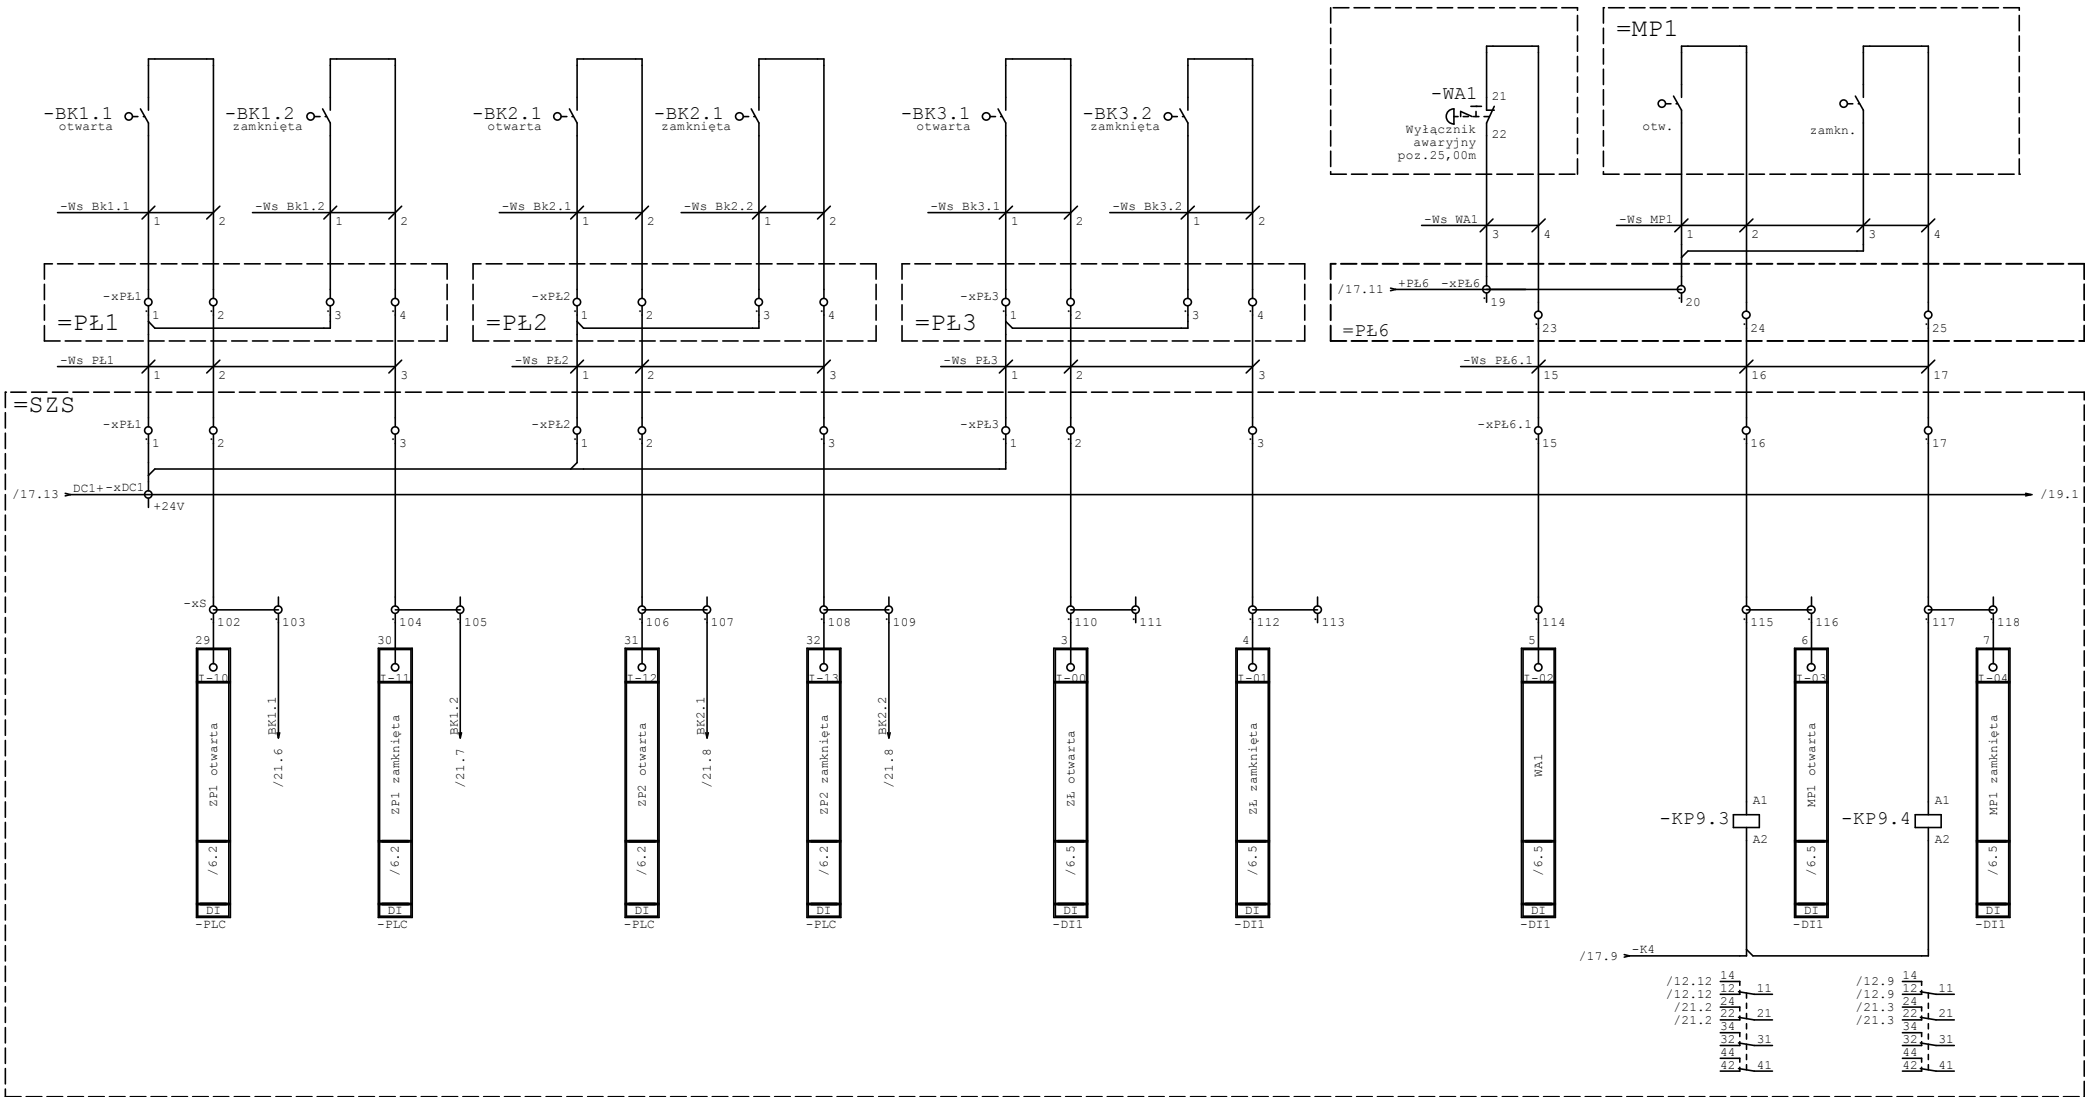 =MP1
-BK1.1
otwarta
-BK1.2
zamknięta
-BK2.1
otwarta
-BK2.1
zamknięta
-BK3.1
otwarta
-BK3.2
zamknięta
-WA1
21
22
Wyłącznik
awaryjny
poz.25,00m
otw.
zamkn.
-Ws Bk1.1
1
2
-Ws Bk1.2
1
2
-Ws Bk2.1
1
2
-Ws Bk2.2
1
2
-Ws Bk3.1
1
2
-Ws Bk3.2
1
2
-Ws WA1
3
4
-Ws MP1
1
2
3
4
-xPŁ1
1
2
3
4
=PŁ1
-xPŁ2
1
2
3
4
=PŁ2
-xPŁ3
1
2
3
4
=PŁ3
/17.11
+PŁ6
-xPŁ6
19
20
23
24
25
=PŁ6
-Ws PŁ1
1
2
3
-Ws PŁ2
1
2
3
-Ws PŁ3
1
2
3
-Ws PŁ6.1
15
16
17
=SZS
-xPŁ1
1
2
3
-xPŁ2
1
2
3
-xPŁ3
1
2
3
-xPŁ6.1
15
16
17
/17.13
DC1+
-xDC1
+24V
/19.1
-xS
102
103
104
105
106
107
108
109
110
111
112
113
114
115
116
117
118
29
I-10
ZP1 otwarta
/6.2
DI
-PLC
BK1.1
/21.6
30
I-11
ZP1 zamknięta
/6.2
DI
-PLC
BK1.2
/21.7
31
I-12
ZP2 otwarta
/6.2
DI
-PLC
BK2.1
/21.8
32
I-13
ZP2 zamknięta
/6.2
DI
-PLC
BK2.2
/21.8
3
I-00
ZŁ otwarta
/6.5
DI
-DI1
4
I-01
ZŁ zamknięta
/6.5
DI
-DI1
5
I-02
WA1
/6.5
DI
-DI1
-KP9.3
A1
A2
6
I-03
MP1 otwarta
/6.5
DI
-DI1
-KP9.4
A1
A2
7
I-04
MP1 zamknięta
/6.5
DI
-DI1
/17.9
-K4
14
/12.12
12
11
/12.12
24
/21.2
22
21
/21.2
34
32
31
44
42
41
14
/12.9
12
11
/12.9
24
/21.3
22
21
/21.3
34
32
31
44
42
41